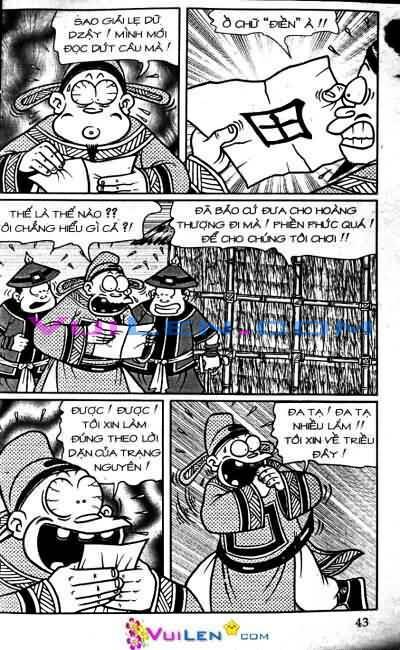 SAO GIẢI LẸ DỮ
DZẬY! MÌNH MỚI
ĐỌC DỨT CÂU MÀ!
Ô CHỮ "ĐIỀN" À!!
田
THẾ LÀ THẾ NÀO??
TÔI CHẲNG HIỂU GÌ CẢ?!
ĐÃ BẢO CỨ ĐƯA CHO HOÀNG
THƯỢNG ĐI MÀ! PHIỀN PHỨC QUÁ!
ĐỂ CHO CHÚNG TÔI CHƠI!!
VUILEN.COM
ĐƯỢC! ĐƯỢC!
TÔI XIN LÀM
ĐÚNG THEO LỜI
DẶN CỦA TRẠNG
NGUYÊN!
ĐA TẠ! ĐA TẠ
NHIỀU LẮM!!
TÔI XIN VỀ TRIỀU
ĐÂY!
43
VUILEN.COM